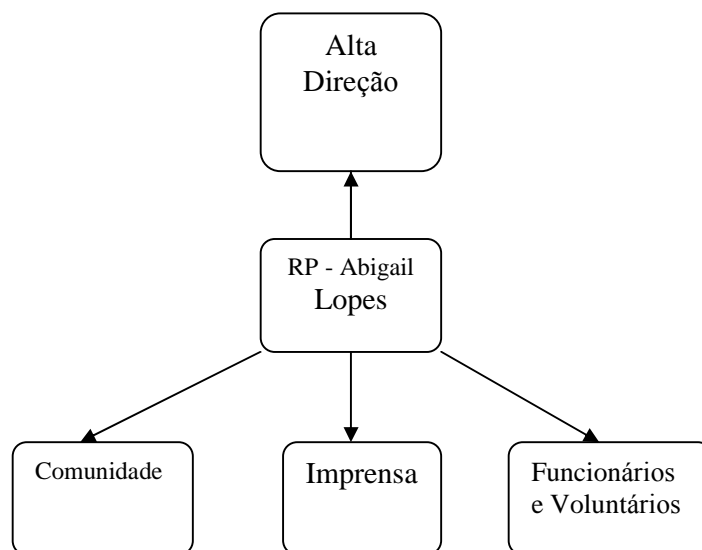 Alta
Direção
RP - Abigail
Lopes
Comunidade
Imprensa
Funcionários
e Voluntários